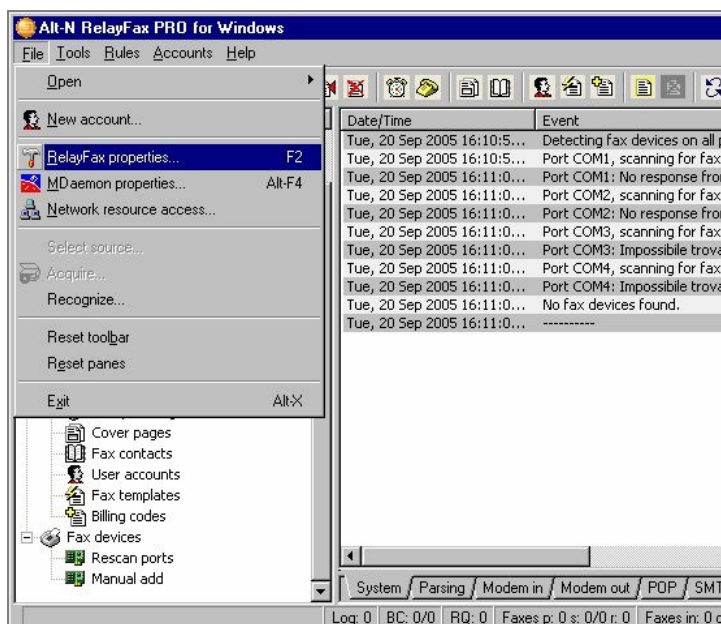 Alt-N RelayFax PRO for Windows
File Tools Rules Accounts Help
Open
New account...
RelayFax properties... F2
MDaemon properties... Alt-F4
Network resource access...
Select source...
Acquire...
Recognize...
Reset toolbar
Reset panes
Exit Alt-X
Cover pages
Fax contacts
User accounts
Fax templates
Billing codes
Fax devices
Rescan ports
Manual add
Date/Time Event
Tue, 20 Sep 2005 16:10:5... Detecting fax devices on all
Tue, 20 Sep 2005 16:10:5... Port COM1, scanning for fax
Tue, 20 Sep 2005 16:11:0... Port COM1: No response fro
Tue, 20 Sep 2005 16:11:0... Port COM2, scanning for fax
Tue, 20 Sep 2005 16:11:0... Port COM2: No response fro
Tue, 20 Sep 2005 16:11:0... Port COM3, scanning for fax
Tue, 20 Sep 2005 16:11:0... Port COM3: Impossibile trova
Tue, 20 Sep 2005 16:11:0... Port COM4, scanning for fax
Tue, 20 Sep 2005 16:11:0... Port COM4: Impossibile trova
Tue, 20 Sep 2005 16:11:0... No fax devices found.
Tue, 20 Sep 2005 16:11:0... ----------
System Parsing Modem in Modem out POP SMT
Log: 0 BC: 0/0 RQ: 0 Faxes p: 0 s: 0/0 r: 0 Faxes in: 0